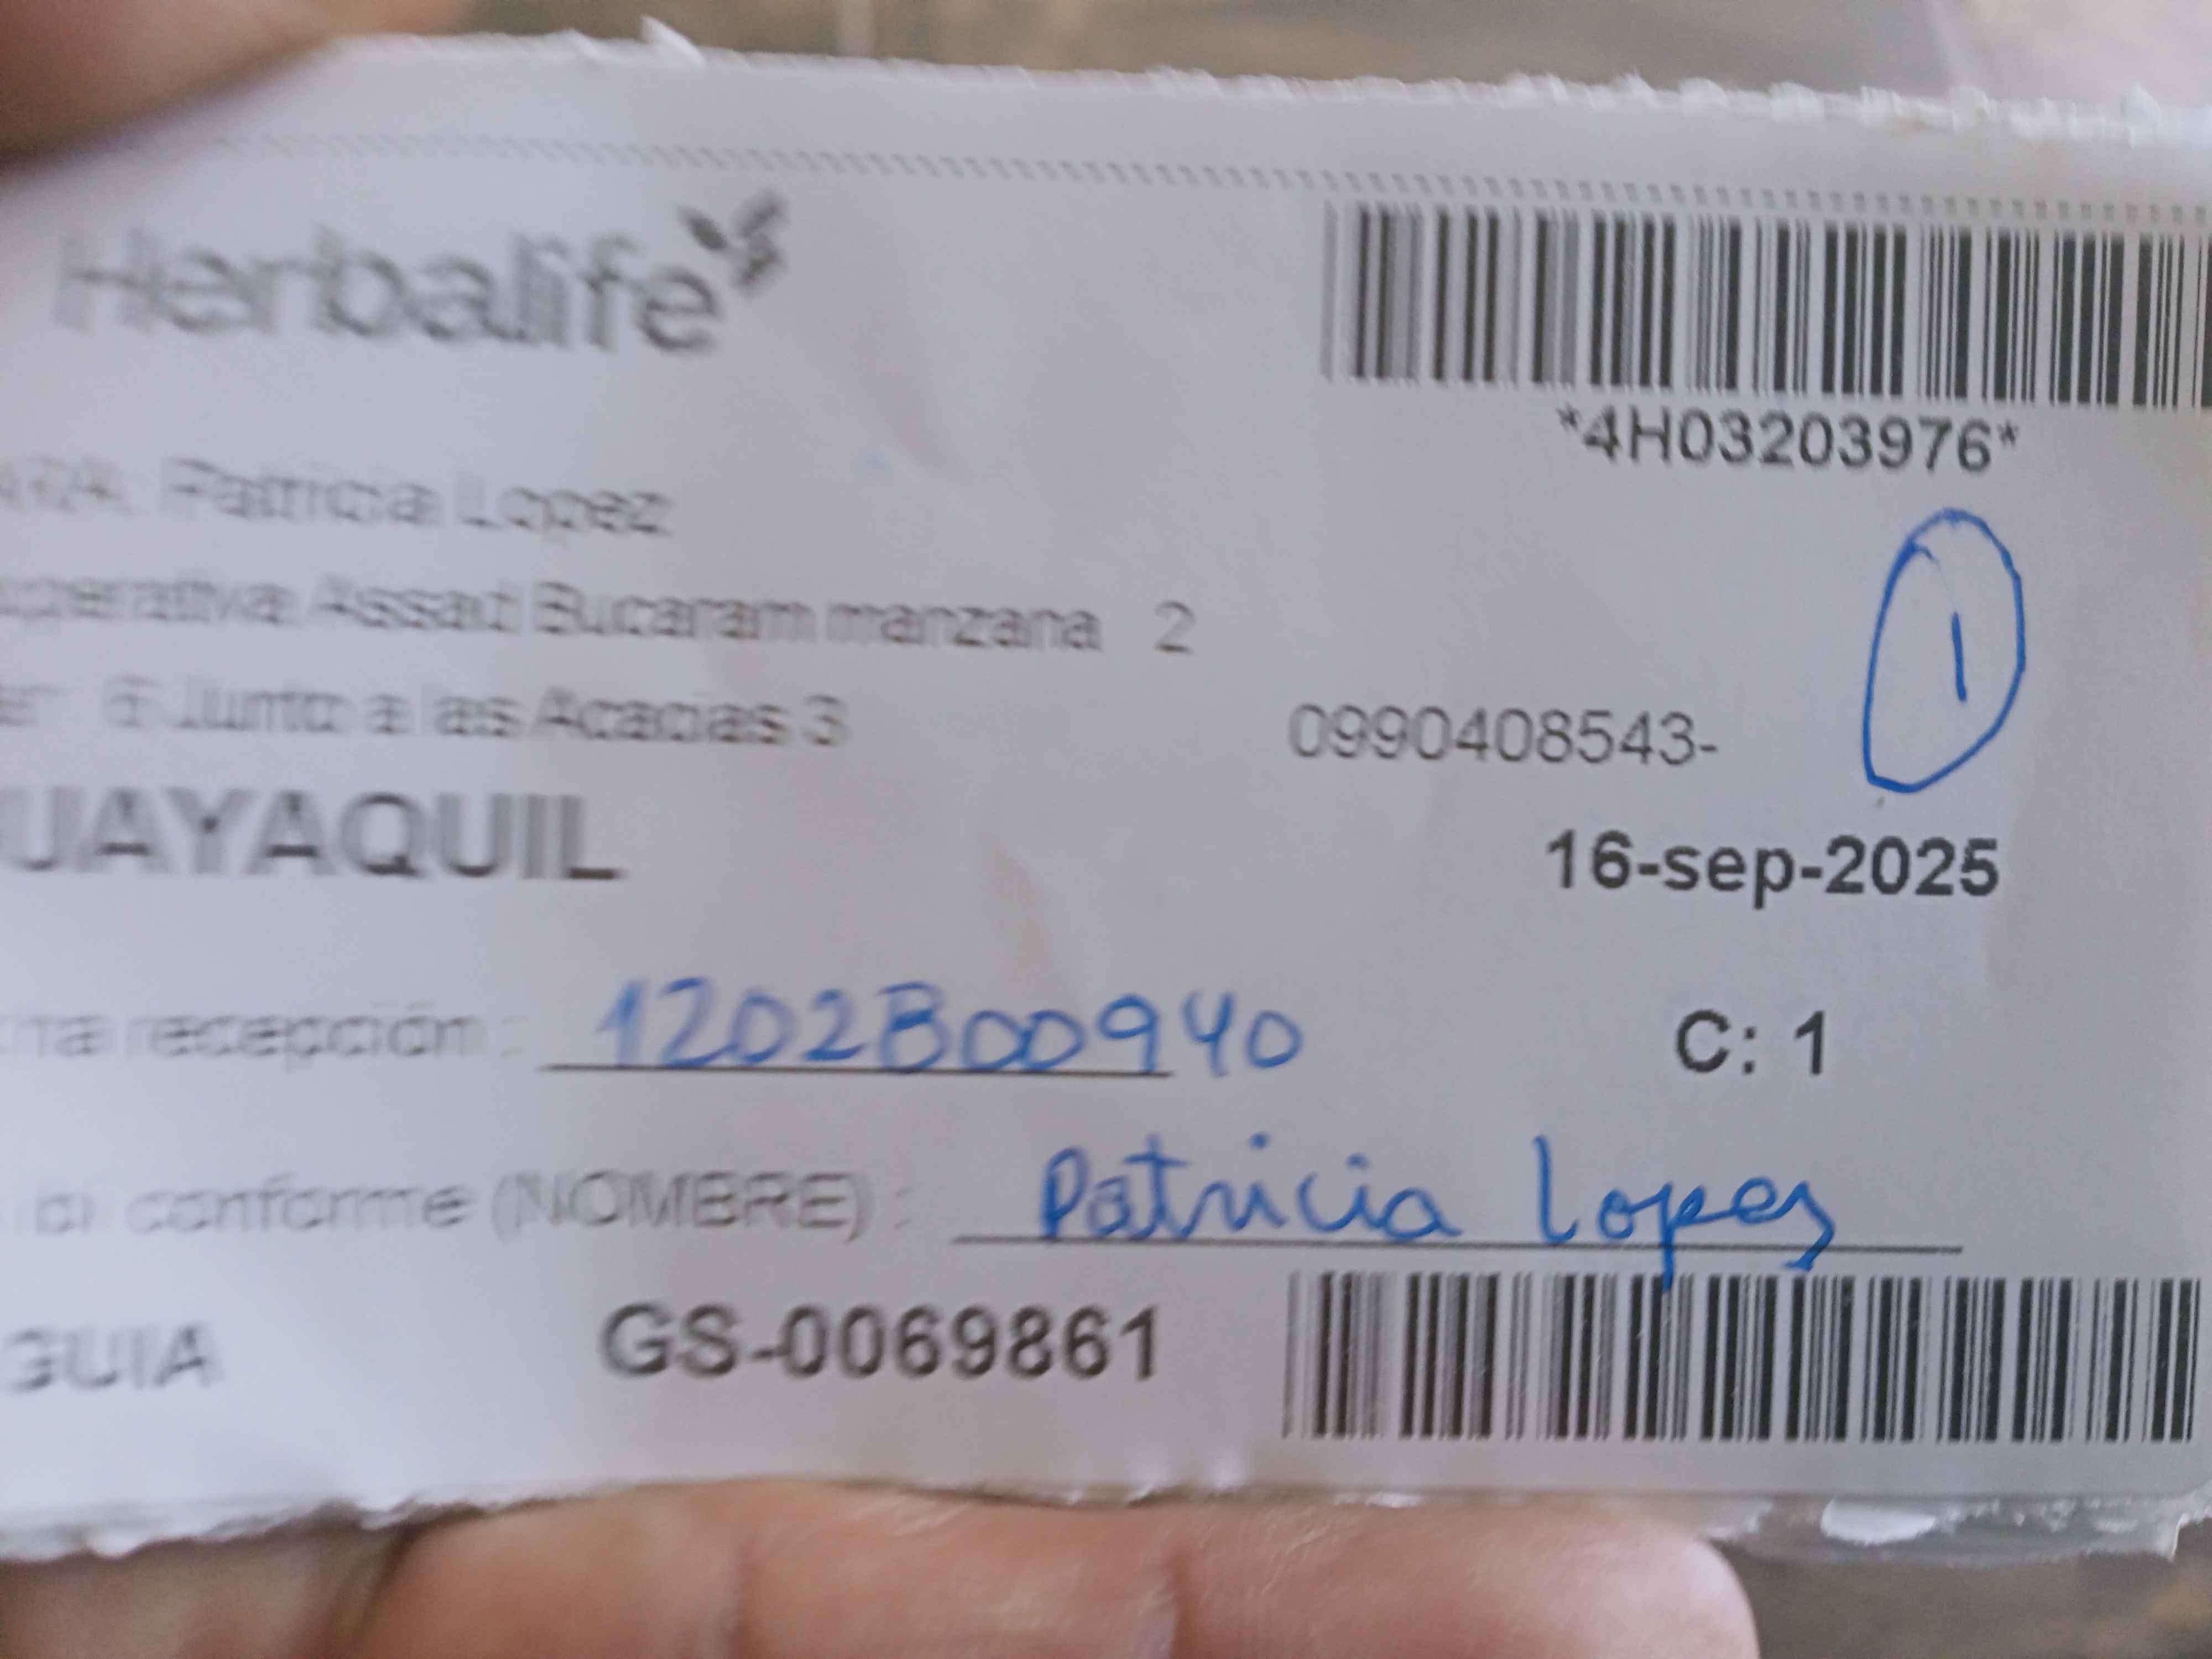 Herbalife
*4H03203976*
Patricia Lopez
Assad Bucaram manzana 2
6 Junto a las Acacias 3
0990408543-
1
UAYAQUIL
16-sep-2025
recepción : 1202B00940
C: 1
conforme (NOMBRE) : Patricia Lopez
GUIA GS-0069861